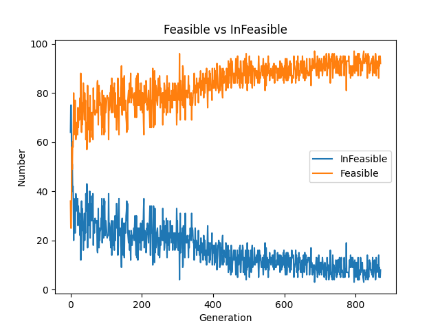 Feasible vs InFeasible
100
80
60
40
20
0
Number
InFeasible
Feasible
0 200 400 600 800
Generation